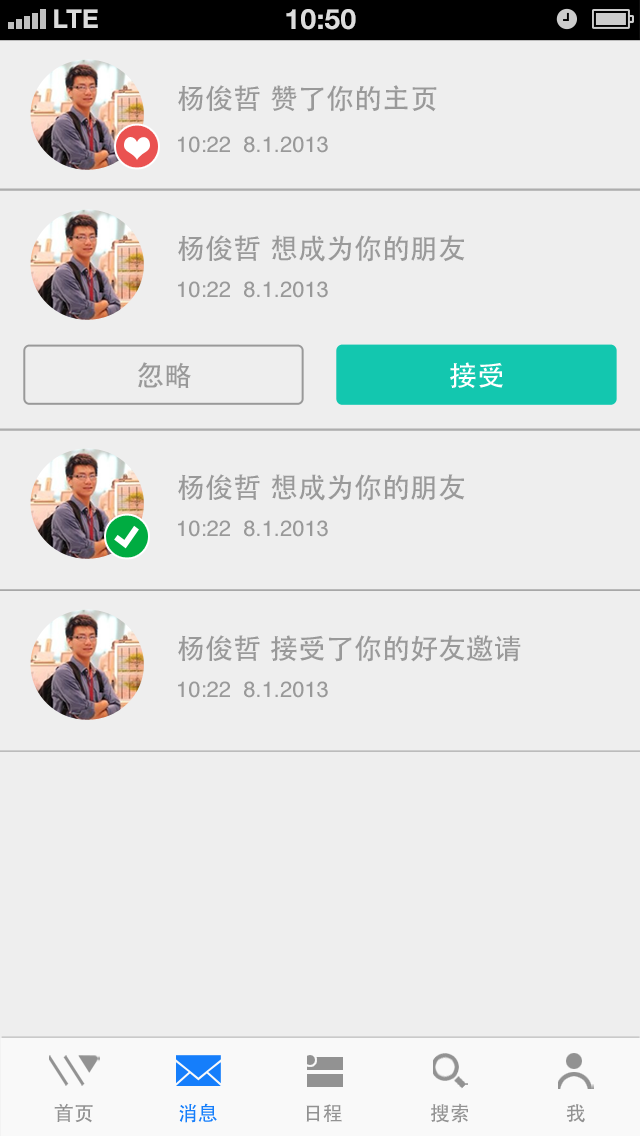 LTE 10:50
杨俊哲 赞了你的主页
10:22 8.1.2013
杨俊哲 想成为你的朋友
10:22 8.1.2013
忽略 接受
杨俊哲 想成为你的朋友
10:22 8.1.2013
杨俊哲 接受了你的好友邀请
10:22 8.1.2013
首页 消息 日程 搜索 我